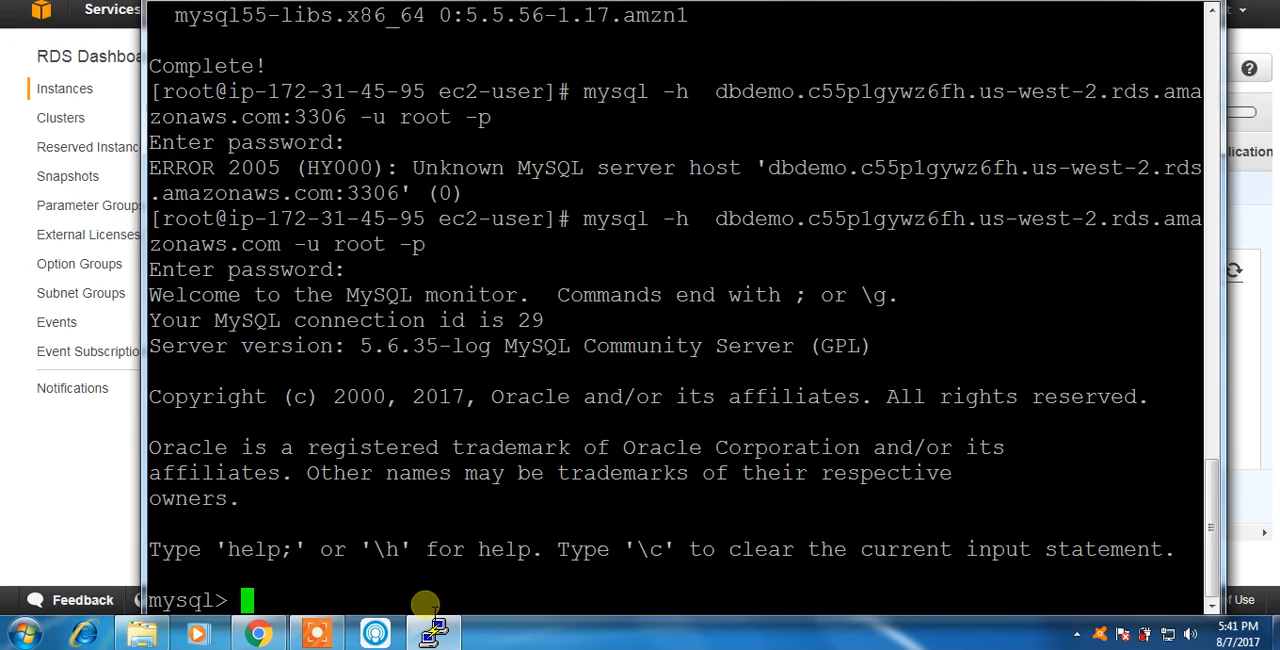 Services
RDS Dashboa
Instances
Clusters
Reserved Instanc
Snapshots
Parameter Groups
External Licenses
Option Groups
Subnet Groups
Events
Event Subscriptio
Notifications
Feedback
mysql55-libs.x86_64 0:5.5.56-1.17.amzn1
Complete!
[root@ip-172-31-45-95 ec2-user]# mysql -h  dbdemo.c55p1gywz6fh.us-west-2.rds.ama
zonaws.com:3306 -u root -p
Enter password:
ERROR 2005 (HY000): Unknown MySQL server host 'dbdemo.c55p1gywz6fh.us-west-2.rds
.amazonaws.com:3306' (0)
[root@ip-172-31-45-95 ec2-user]# mysql -h  dbdemo.c55p1gywz6fh.us-west-2.rds.ama
zonaws.com -u root -p
Enter password:
Welcome to the MySQL monitor.  Commands end with ; or \g.
Your MySQL connection id is 29
Server version: 5.6.35-log MySQL Community Server (GPL)
Copyright (c) 2000, 2017, Oracle and/or its affiliates. All rights reserved.
Oracle is a registered trademark of Oracle Corporation and/or its
affiliates. Other names may be trademarks of their respective
owners.
Type 'help;' or '\h' for help. Type '\c' to clear the current input statement.
mysql>
lication
f Use
5:41 PM
8/7/2017